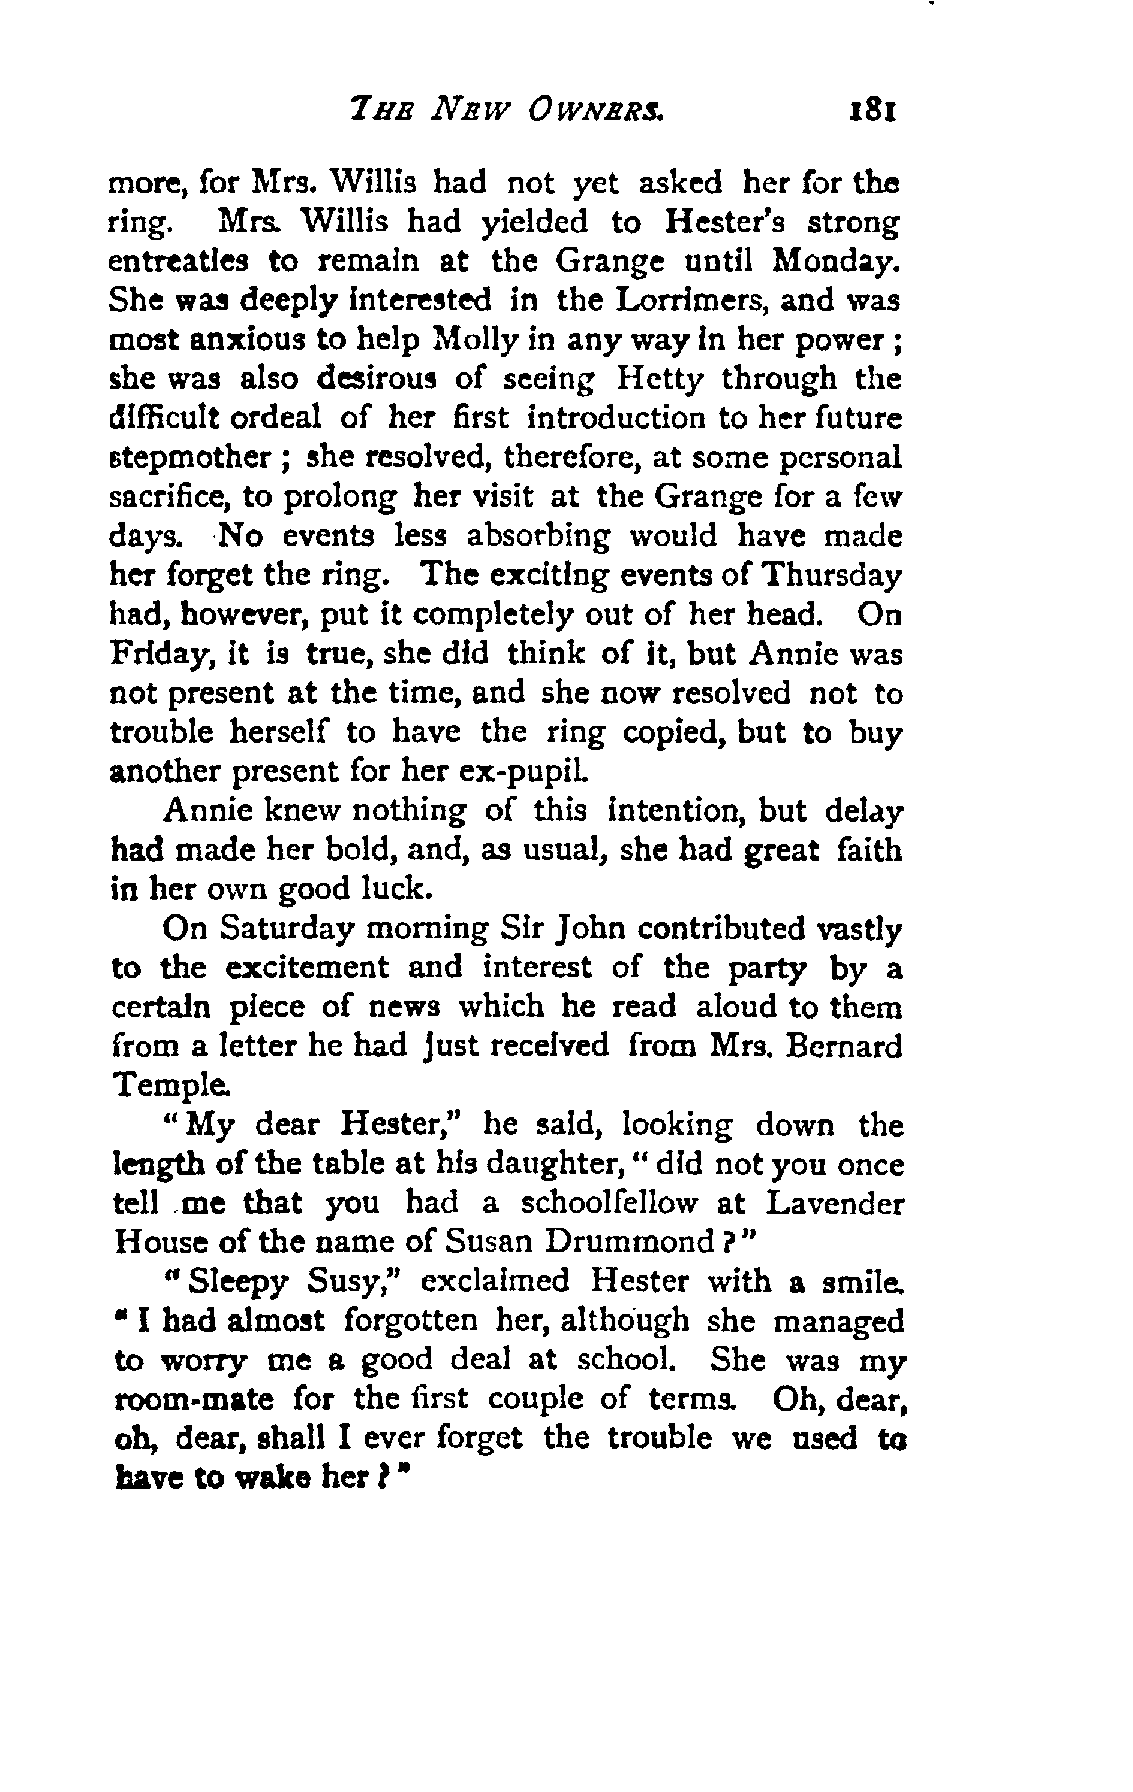 THE NEW OWNERS. 181
more, for Mrs. Willis had not yet asked her for the
ring. Mrs. Willis had yielded to Hester's strong
entreaties to remain at the Grange until Monday.
She was deeply interested in the Lorrimers, and was
most anxious to help Molly in any way in her power ;
she was also desirous of seeing Hetty through the
difficult ordeal of her first introduction to her future
stepmother ; she resolved, therefore, at some personal
sacrifice, to prolong her visit at the Grange for a few
days. No events less absorbing would have made
her forget the ring. The exciting events of Thursday
had, however, put it completely out of her head. On
Friday, it is true, she did think of it, but Annie was
not present at the time, and she now resolved not to
trouble herself to have the ring copied, but to buy
another present for her ex-pupil.
Annie knew nothing of this intention, but delay
had made her bold, and, as usual, she had great faith
in her own good luck.
On Saturday morning Sir John contributed vastly
to the excitement and interest of the party by a
certain piece of news which he read aloud to them
from a letter he had just received from Mrs. Bernard
Temple.
"My dear Hester," he said, looking down the
length of the table at his daughter, "did not you once
tell me that you had a schoolfellow at Lavender
House of the name of Susan Drummond ?"
"Sleepy Susy," exclaimed Hester with a smile.
"I had almost forgotten her, although she managed
to worry me a good deal at school. She was my
room-mate for the first couple of terms. Oh, dear,
oh, dear, shall I ever forget the trouble we used to
have to wake her ?"